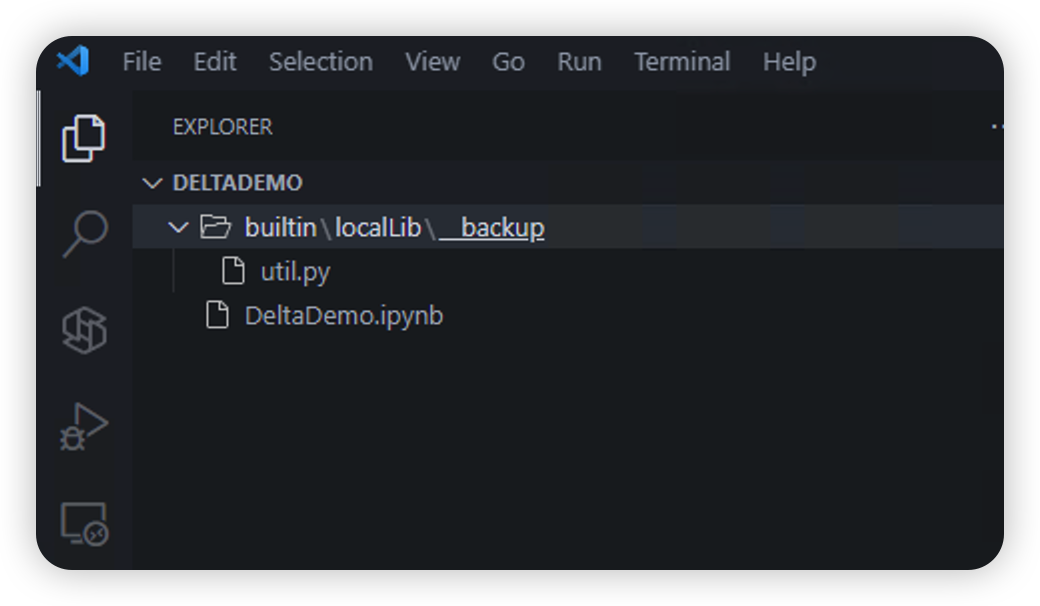 File Edit Selection View Go Run Terminal Help
EXPLORER
DELTADEMO
builtin\localLib\__backup
util.py
DeltaDemo.ipynb